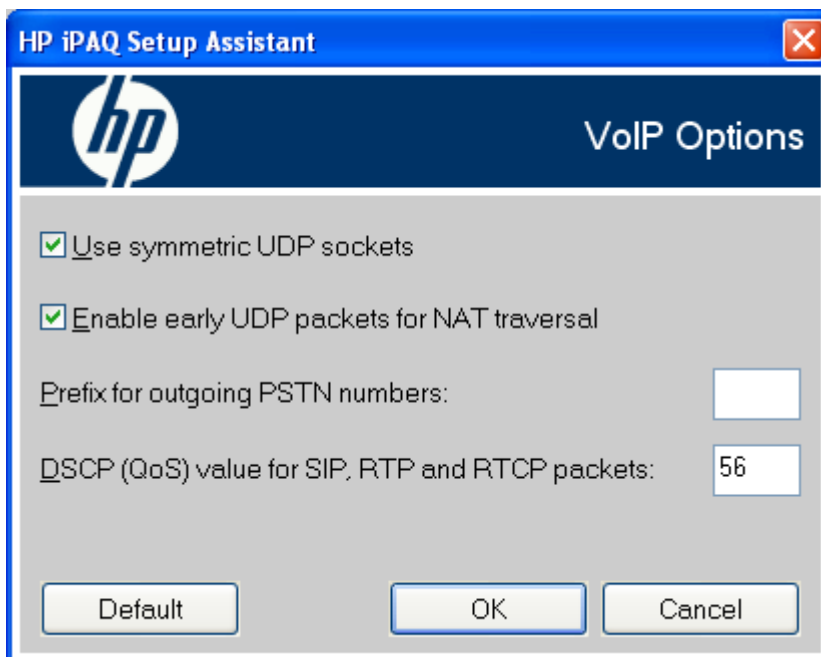 HP iPAQ Setup Assistant
hp
VoIP Options
Use symmetric UDP sockets
Enable early UDP packets for NAT traversal
Prefix for outgoing PSTN numbers:
DSCP (QoS) value for SIP, RTP and RTCP packets: 56
Default OK Cancel